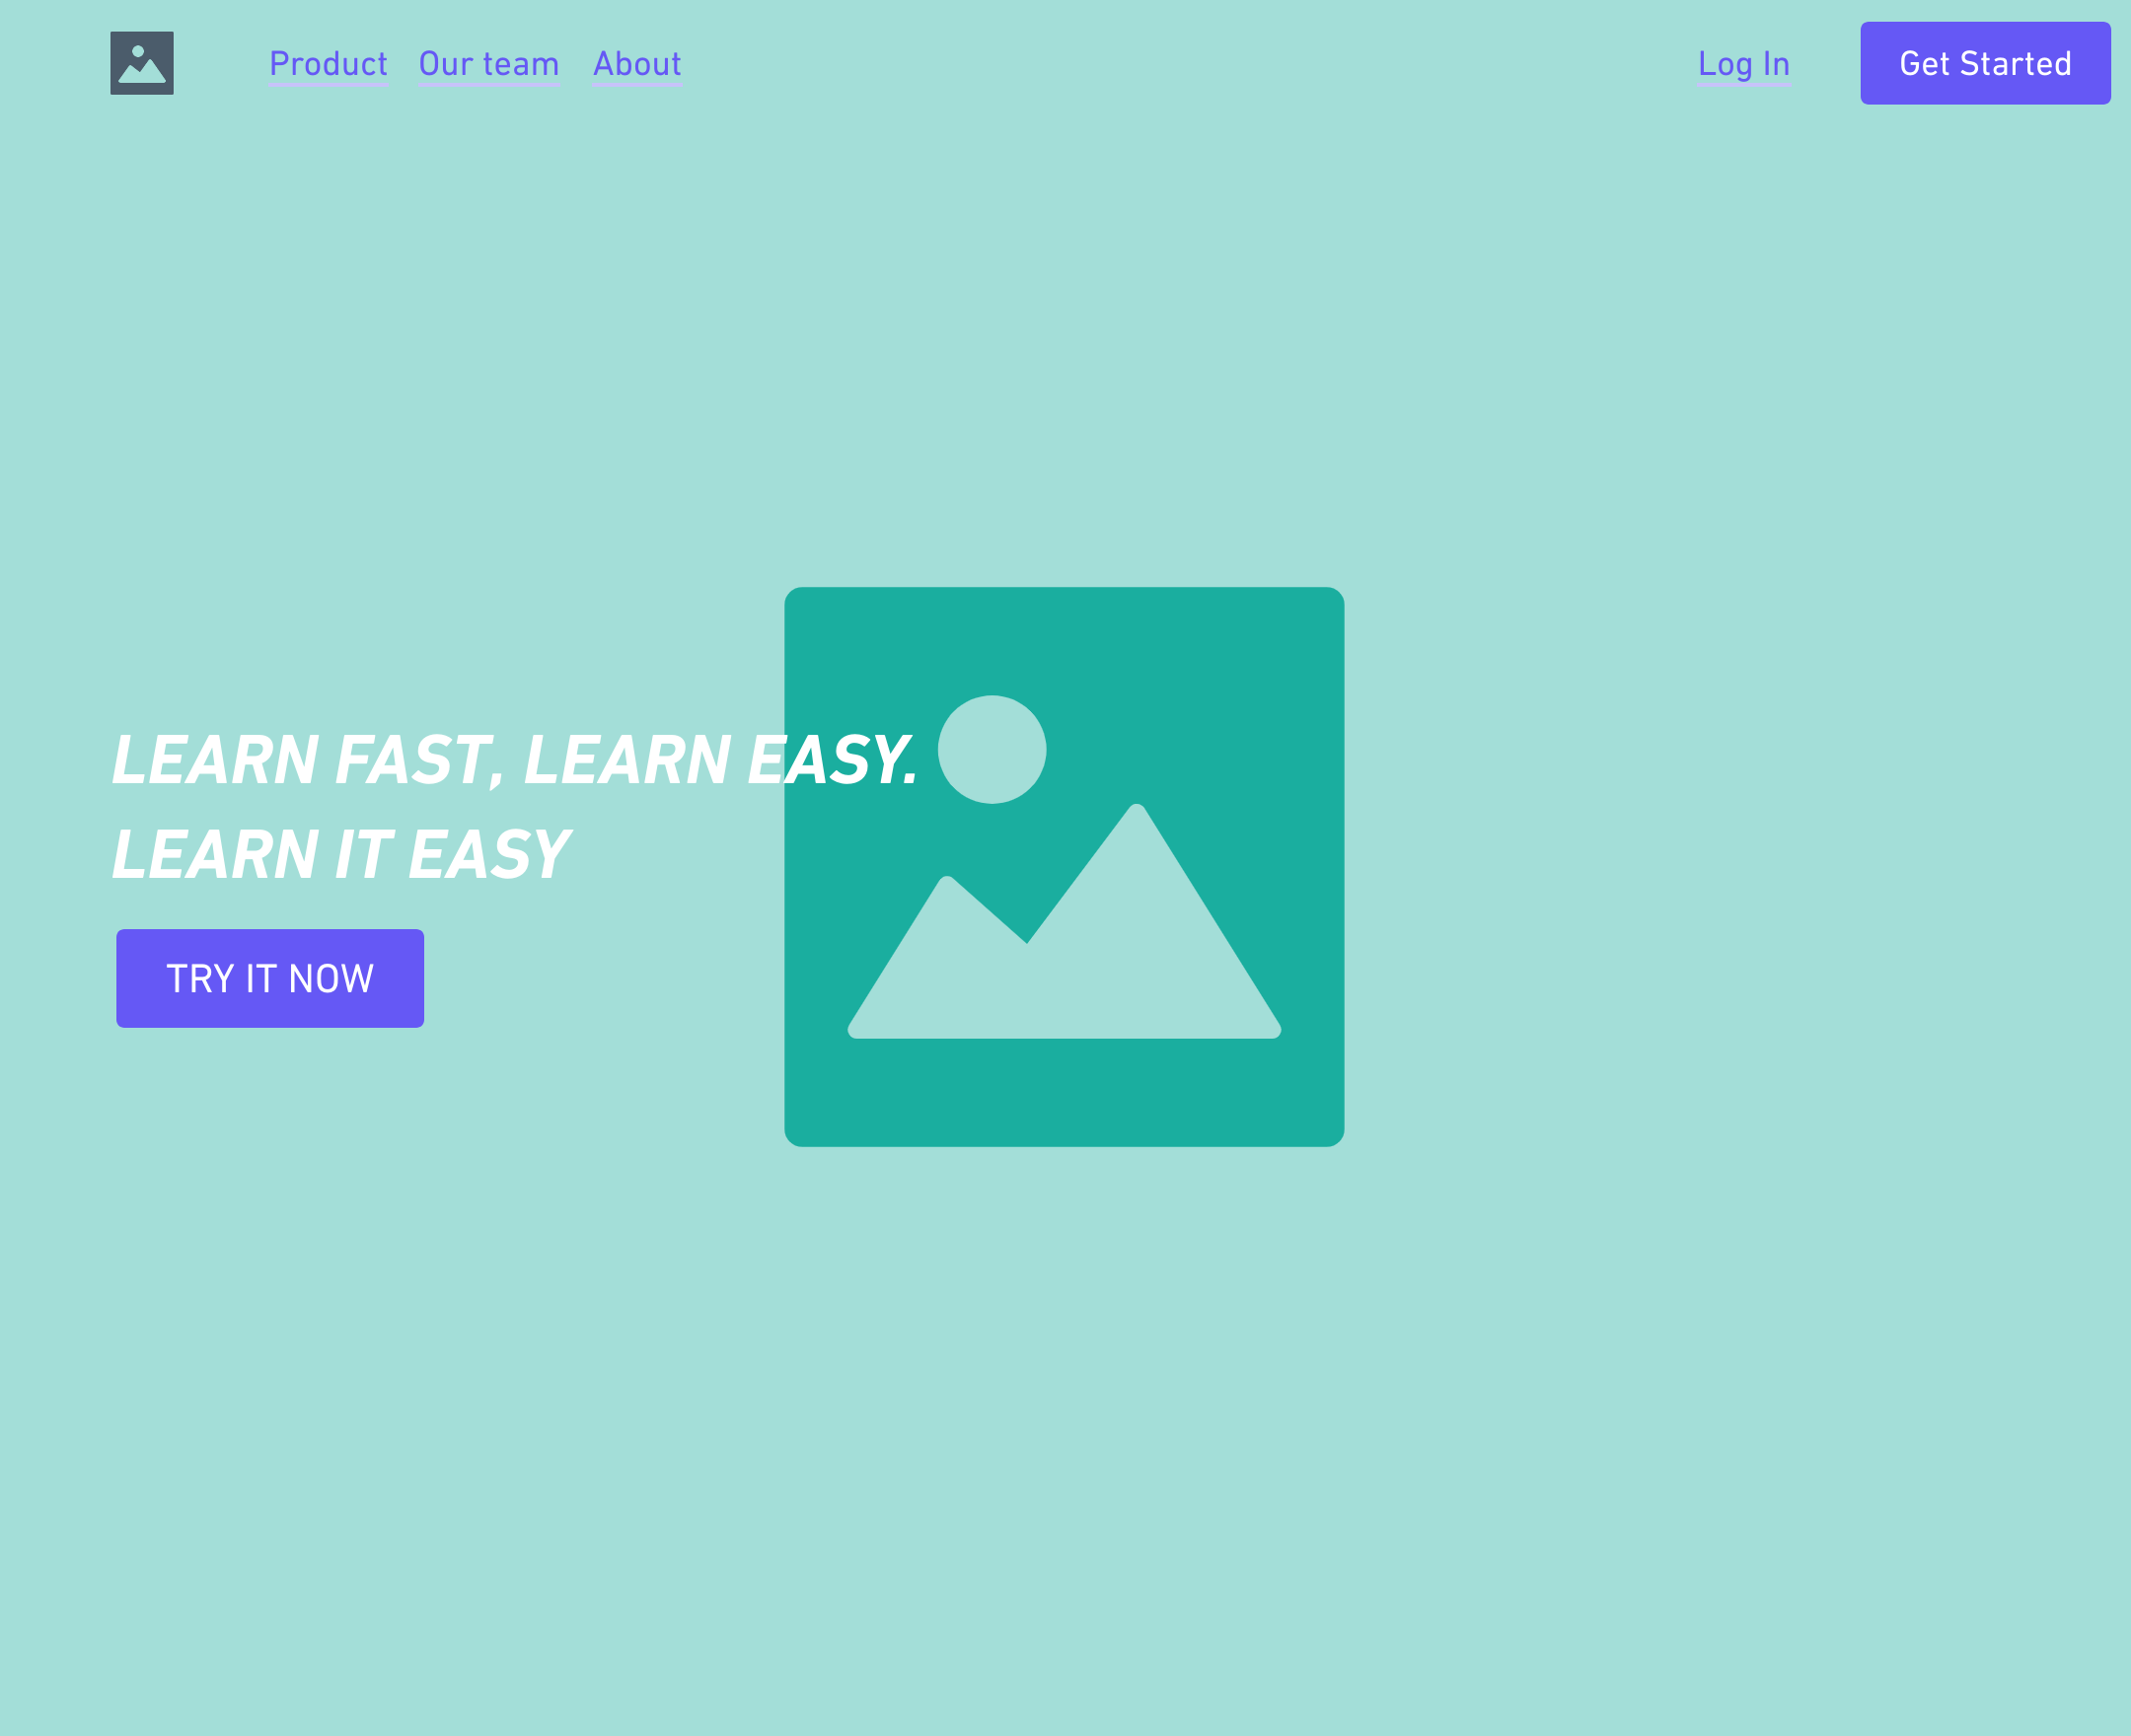 Product Our team About Log In Get Started
LEARN FAST, LEARN EASY.
LEARN IT EASY
TRY IT NOW